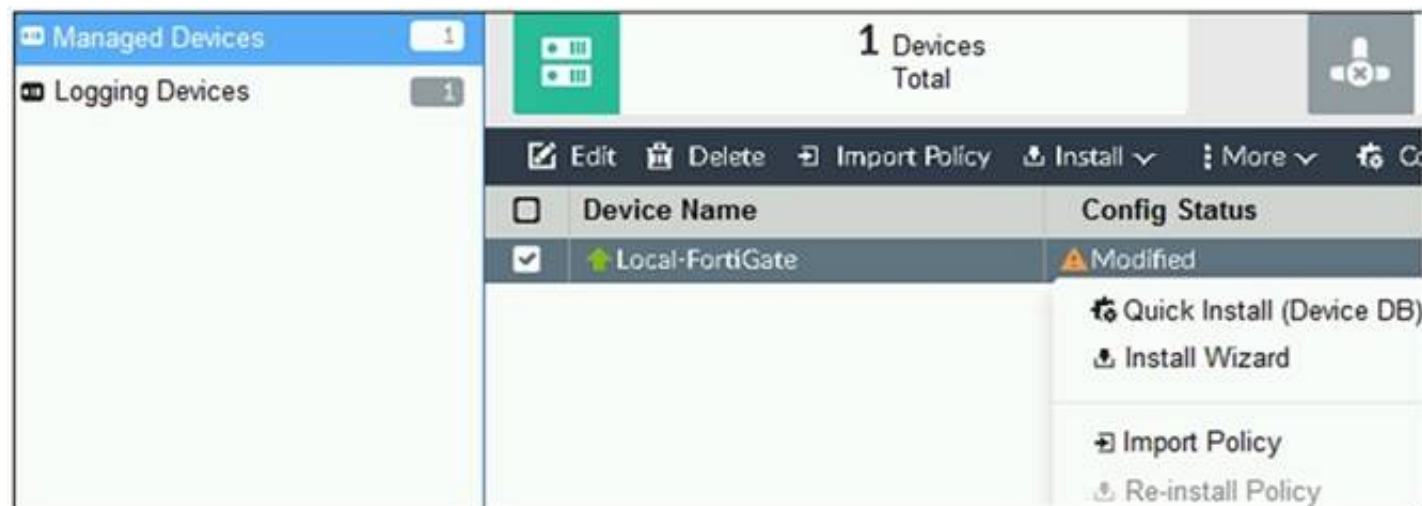 Managed Devices 1
Logging Devices 1
1 Devices
Total
Edit Delete Import Policy Install More
Device Name Config Status
Local-FortiGate Modified
Quick Install (Device DB)
Install Wizard
Import Policy
Re-install Policy